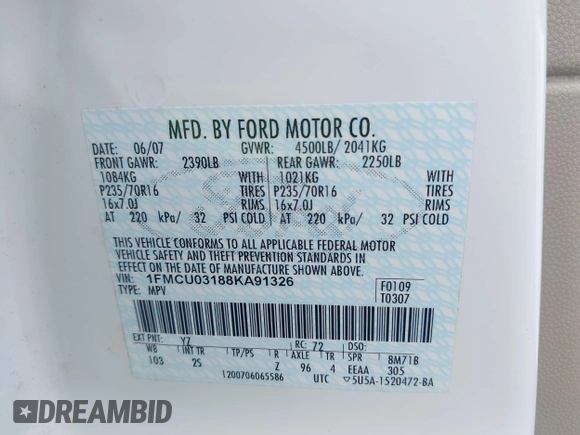 MFD. BY FORD MOTOR CO.
DATE: 06/07 GVWR: 4500LB/ 2041KG
FRONT GAWR: 2390LB REAR GAWR: 2250LB
1084KG WITH 1021KG WITH
P235/70R16 TIRES P235/70R16 TIRES
16x7.0J RIMS 16x7.0J RIMS
AT 220 kPa/ 32 PSI COLD AT 220 kPa/ 32 PSI COLD
THIS VEHICLE CONFORMS TO ALL APPLICABLE FEDERAL MOTOR
VEHICLE SAFETY AND THEFT PREVENTION STANDARDS IN
EFFECT ON THE DATE OF MANUFACTURE SHOWN ABOVE.
VIN: 1FMCU03188KA91326 F0109
TYPE: MPV T0307
EXT PNT: YZ RC: 72 DSO:
WB INT TR TP/PS R AXLE TR SPR 8M71B
103 2S Z 96 4 EEAA 305
1200706065586 UTC ▽5U5A-1520472-BA
DREAMBID